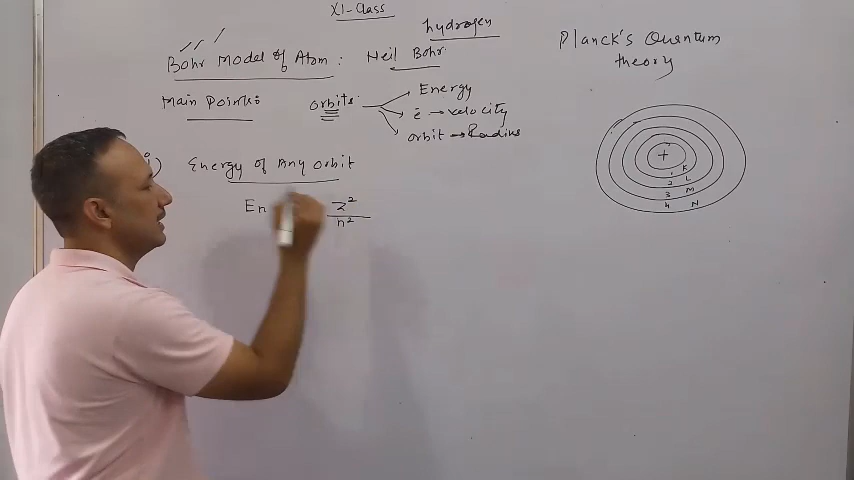 XI-Class
hydrogen
Bohr Model of Atom : Neil Bohr
Main Points:
orbits
Energy
e̅ → velocity
orbit → Radius
i) Energy of Any orbit
En
Z²
n²
Planck's Quantum
theory
+
1 K
2 L
3 M
4 N